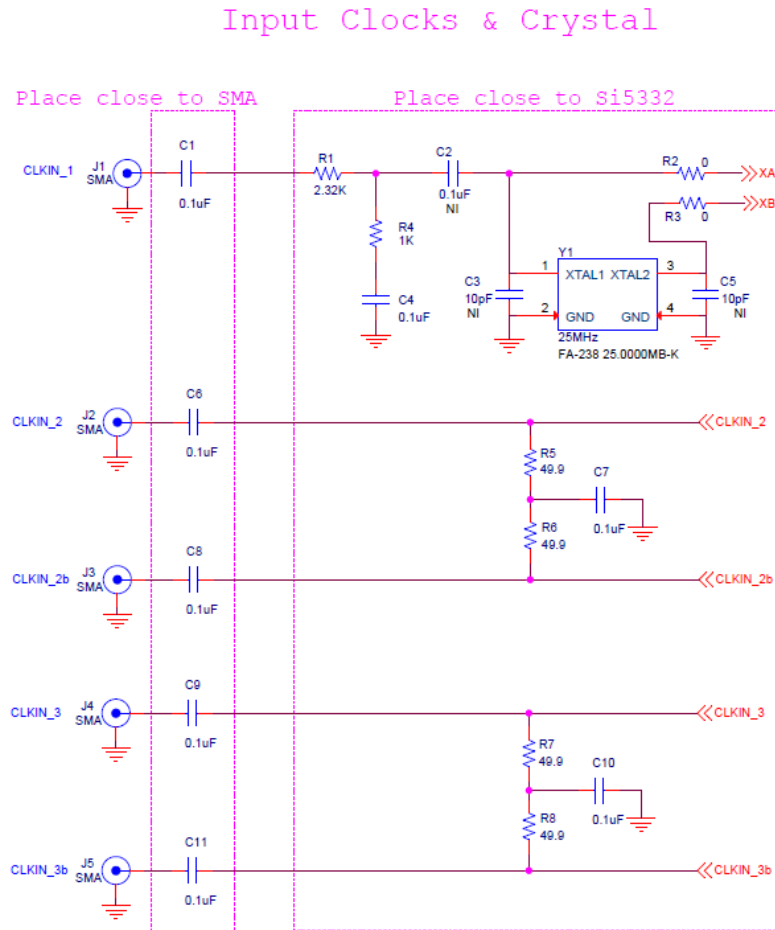 Input Clocks & Crystal
Place close to SMA
Place close to Si5332
CLKIN_1
J1
SMA
C1
0.1uF
R1
2.32K
R4
1K
C4
0.1uF
C2
0.1uF
NI
R2
0
XA
R3
0
XB
Y1
1
XTAL1
XTAL2
3
2
GND
GND
4
25MHz
FA-238 25.0000MB-K
C3
10pF
NI
C5
10pF
NI
CLKIN_2
J2
SMA
C6
0.1uF
CLKIN_2
R5
49.9
C7
0.1uF
R6
49.9
CLKIN_2b
J3
SMA
C8
0.1uF
CLKIN_2b
CLKIN_3
J4
SMA
C9
0.1uF
CLKIN_3
R7
49.9
C10
0.1uF
R8
49.9
CLKIN_3b
J5
SMA
C11
0.1uF
CLKIN_3b